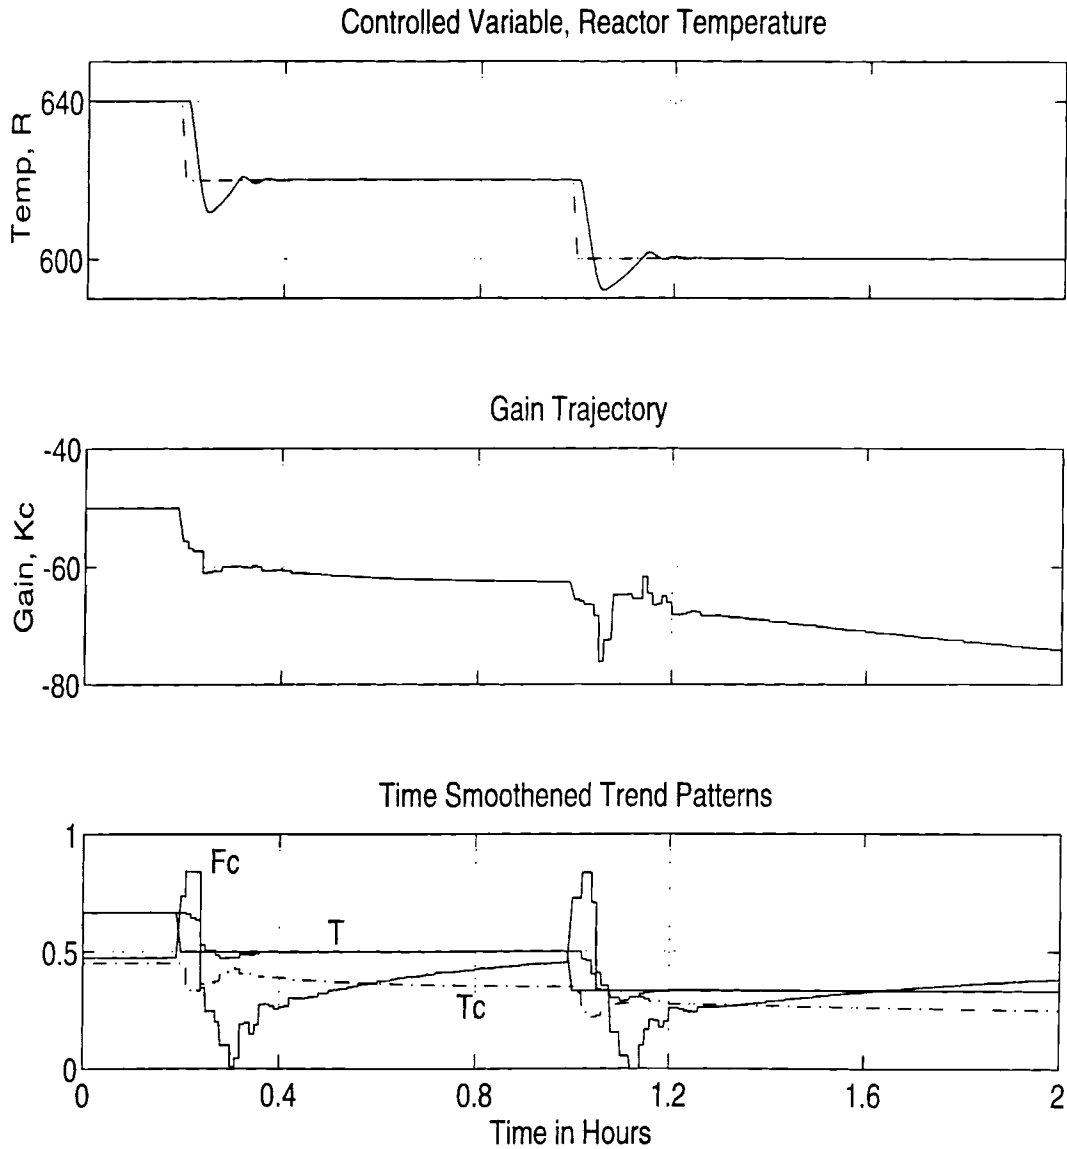 Controlled Variable, Reactor Temperature
640
600
Temp, R
Gain Trajectory
-40
-60
-80
Gain, Kc
Time Smoothened Trend Patterns
1
0.5
0
Fc
T
Tc
0 0.4 0.8 1.2 1.6 2
Time in Hours